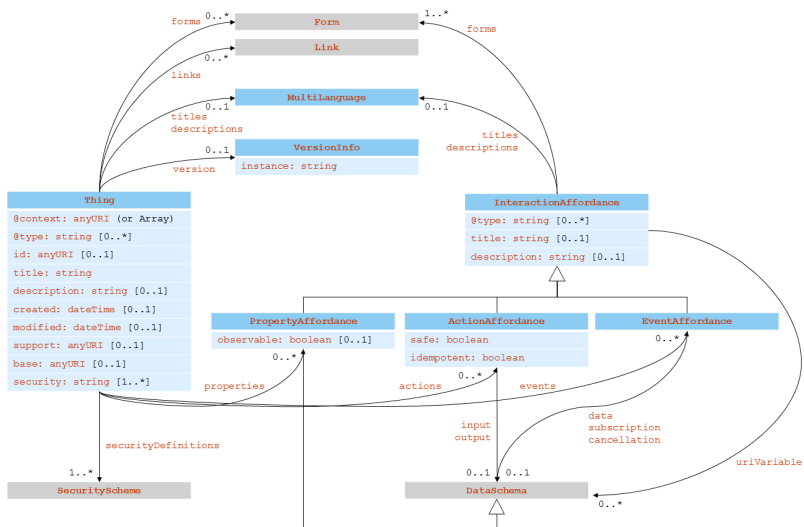 forms
0..*
Form
1..*
forms
Link
0..*
links
MultiLanguage
0..1
0..1
titles
descriptions
titles
descriptions
0..1
VersionInfo
version
instance: string
Thing
@context: anyURI (or Array)
@type: string [0..*]
id: anyURI [0..1]
title: string
description: string [0..1]
created: dateTime [0..1]
modified: dateTime [0..1]
support: anyURI [0..1]
base: anyURI [0..1]
security: string [1..*]
InteractionAffordance
@type: string [0..*]
title: string [0..1]
description: string [0..1]
PropertyAffordance
observable: boolean [0..1]
ActionAffordance
safe: boolean
idempotent: boolean
EventAffordance
0..*
0..*
0..*
properties
actions
events
securityDefinitions
input
output
data
subscription
cancellation
uriVariable
1..*
0..1
0..1
SecurityScheme
DataSchema
0..*